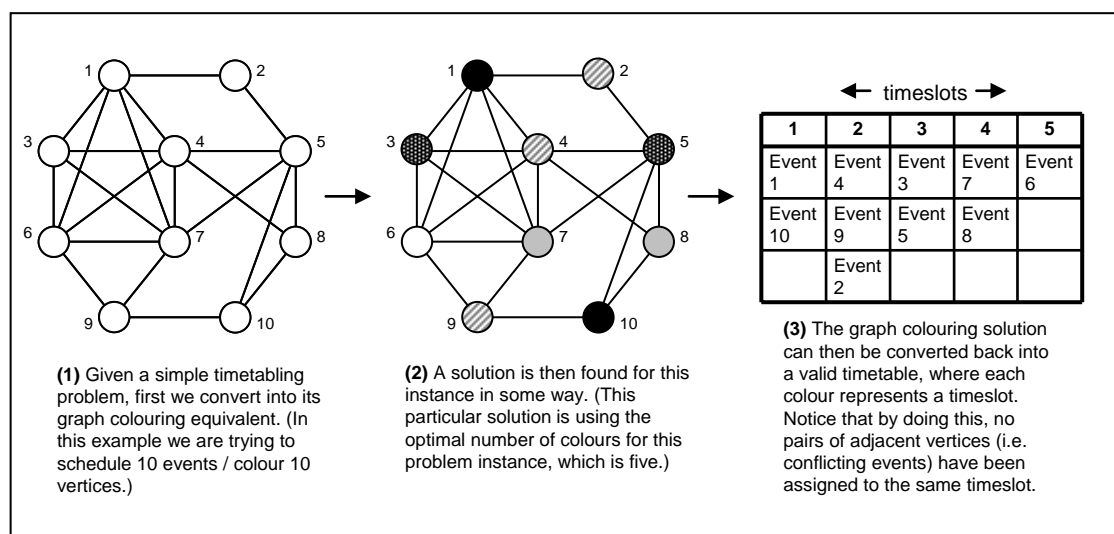 1
2
3
4
5
6
7
8
9
10
1
2
3
4
5
6
7
8
9
10
timeslots
1 2 3 4 5
Event 1 Event 4 Event 3 Event 7 Event 6
Event 10 Event 9 Event 5 Event 8
Event 2
(1) Given a simple timetabling
problem, first we convert into its
graph colouring equivalent. (In
this example we are trying to
schedule 10 events / colour 10
vertices.)
(2) A solution is then found for this
instance in some way. (This
particular solution is using the
optimal number of colours for this
problem instance, which is five.)
(3) The graph colouring solution
can then be converted back into
a valid timetable, where each
colour represents a timeslot.
Notice that by doing this, no
pairs of adjacent vertices (i.e.
conflicting events) have been
assigned to the same timeslot.